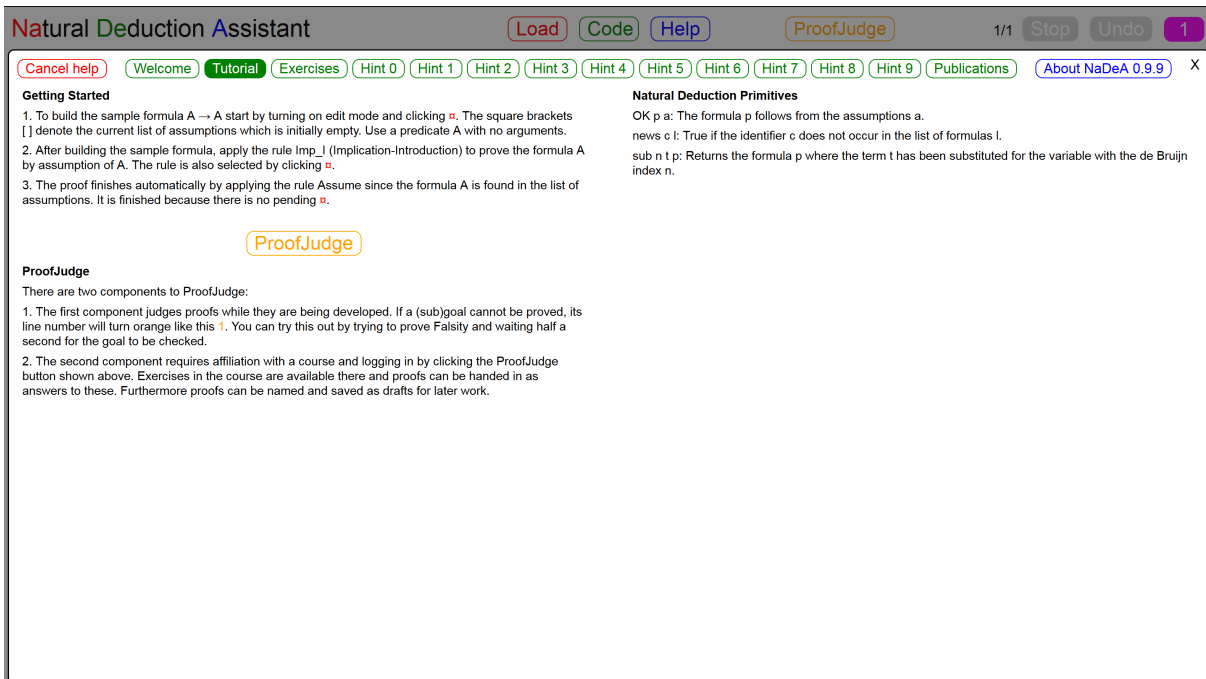 Natural Deduction Assistant Load Code Help ProofJudge 1/1 Stop Undo 1
Cancel help Welcome Tutorial Exercises Hint 0 Hint 1 Hint 2 Hint 3 Hint 4 Hint 5 Hint 6 Hint 7 Hint 8 Hint 9 Publications About NaDeA 0.9.9 X
Getting Started
1. To build the sample formula A → A start by turning on edit mode and clicking ¤. The square brackets
[ ] denote the current list of assumptions which is initially empty. Use a predicate A with no arguments.
2. After building the sample formula, apply the rule Imp_I (Implication-Introduction) to prove the formula A
by assumption of A. The rule is also selected by clicking ¤.
3. The proof finishes automatically by applying the rule Assume since the formula A is found in the list of
assumptions. It is finished because there is no pending ¤.
ProofJudge
ProofJudge
There are two components to ProofJudge:
1. The first component judges proofs while they are being developed. If a (sub)goal cannot be proved, its
line number will turn orange like this 1. You can try this out by trying to prove Falsity and waiting half a
second for the goal to be checked.
2. The second component requires affiliation with a course and logging in by clicking the ProofJudge
button shown above. Exercises in the course are available there and proofs can be handed in as
answers to these. Furthermore proofs can be named and saved as drafts for later work.
Natural Deduction Primitives
OK p a: The formula p follows from the assumptions a.
news c l: True if the identifier c does not occur in the list of formulas l.
sub n t p: Returns the formula p where the term t has been substituted for the variable with the de Bruijn
index n.